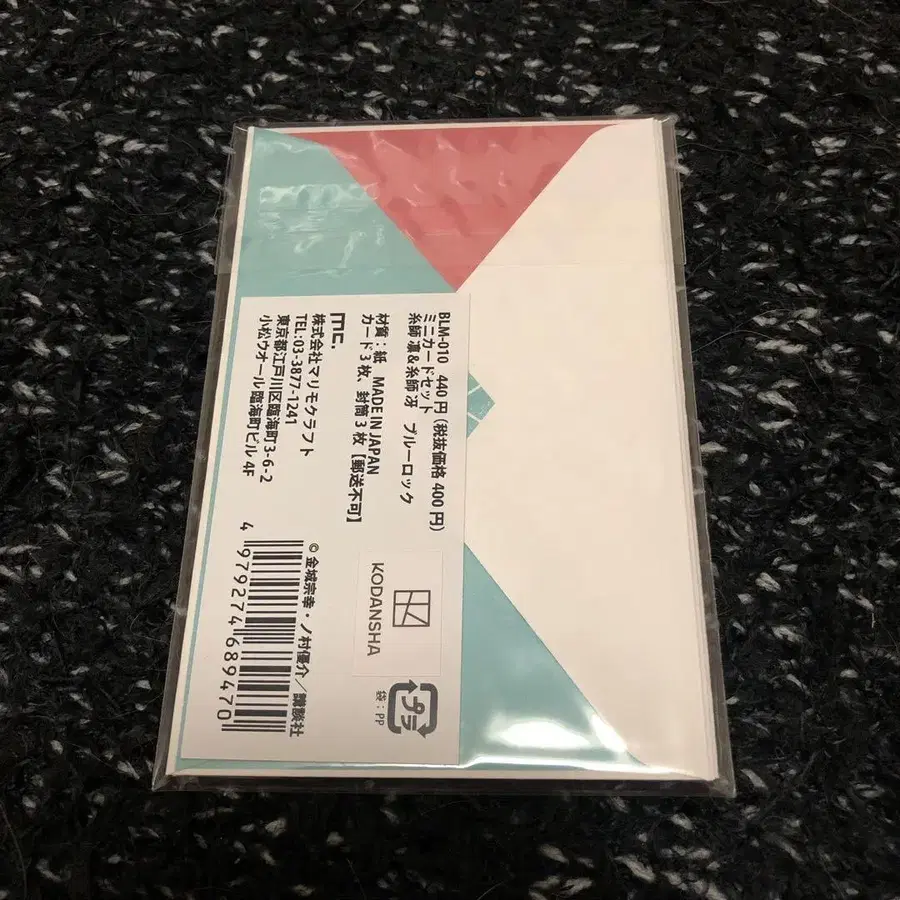 BLM-010 440円(税抜価格 400円)
ミニカードセット
糸師 凛&糸師 冴 ブルーロック
材質:紙 MADE IN JAPAN
カード3枚、封筒3枚【郵送不可】
mc.
株式会社マリモクラフト
TEL:03-3877-1241
東京都江戸川区臨海町3-6-2
小松ウオール臨海町ビル 4F
KODANSHA
プラ
袋:PP
© 金城宗幸・ノ村優介/講談社
4979274689470